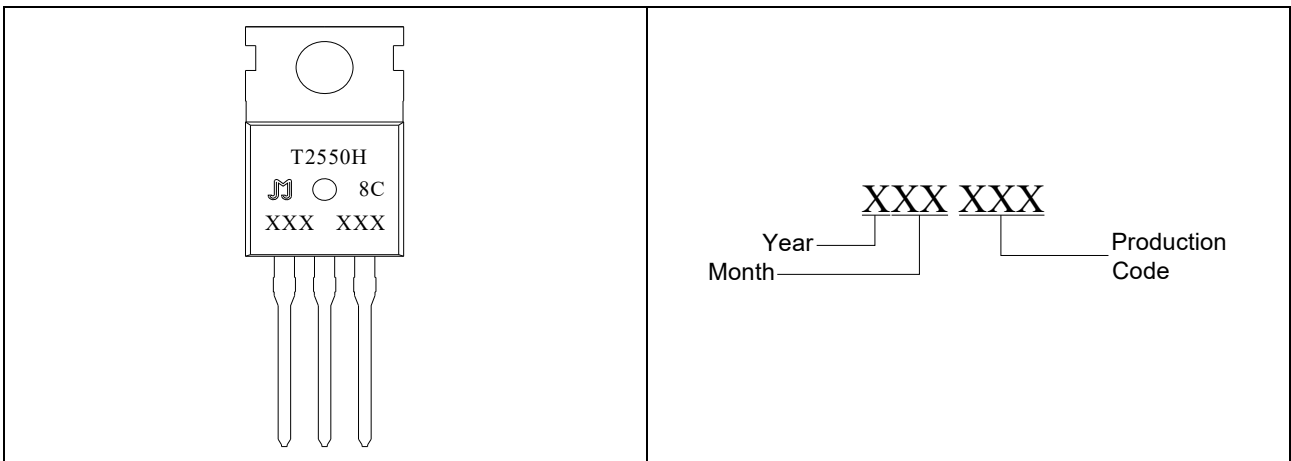 T2550H
JJ 8C
XXX XXX
XXX XXX
Year
Month
Production
Code